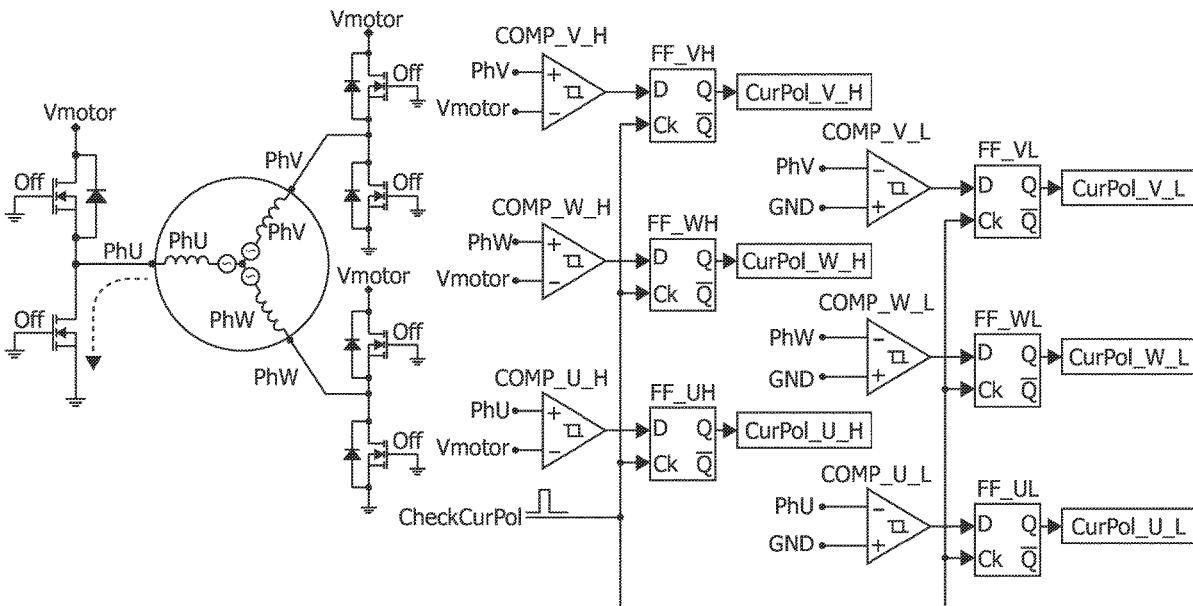 Vmotor
Off
Off
PhU
PhU
PhV
PhV
PhW
PhW
Vmotor
Off
Off
Vmotor
Off
Off
COMP_V_H
PhV
Vmotor
+
−
FF_VH
D Q
Ck Q̅
CurPol_V_H
COMP_W_H
PhW
Vmotor
+
−
FF_WH
D Q
Ck Q̅
CurPol_W_H
COMP_U_H
PhU
Vmotor
+
−
FF_UH
D Q
Ck Q̅
CurPol_U_H
CheckCurPol
COMP_V_L
PhV
GND
−
+
FF_VL
D Q
Ck Q̅
CurPol_V_L
COMP_W_L
PhW
GND
−
+
FF_WL
D Q
Ck Q̅
CurPol_W_L
COMP_U_L
PhU
GND
−
+
FF_UL
D Q
Ck Q̅
CurPol_U_L